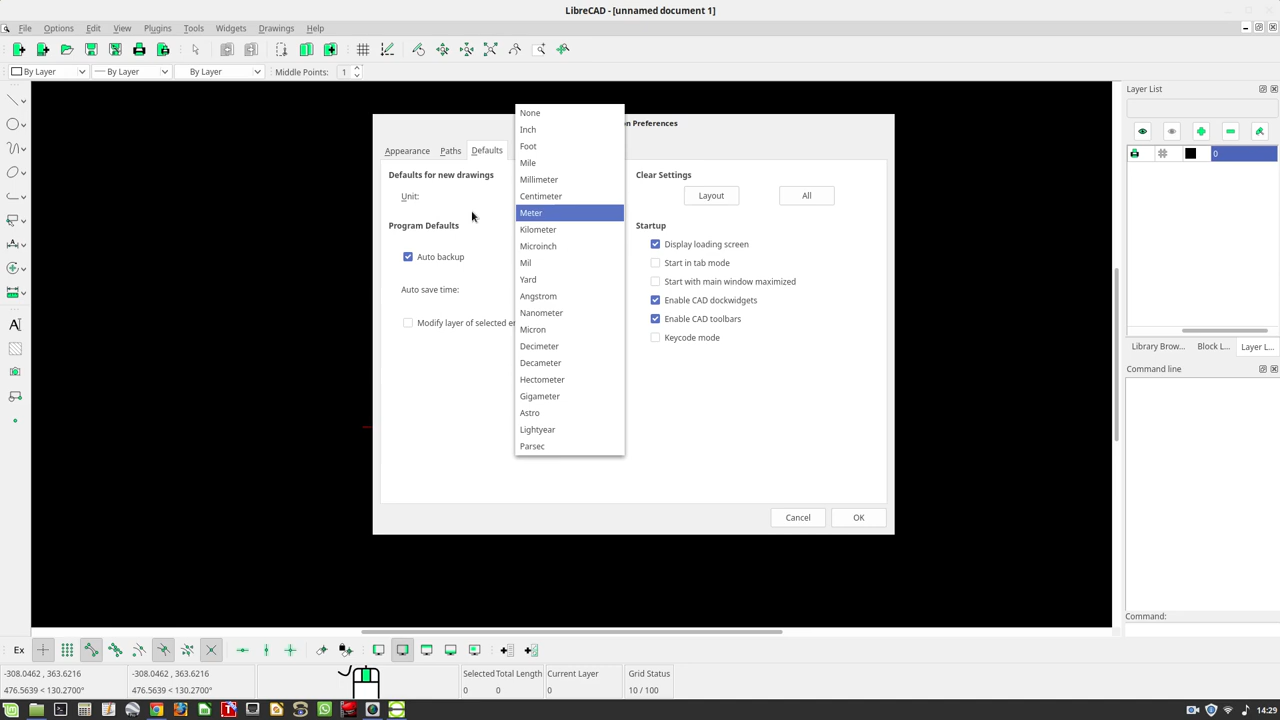 LibreCAD - [unnamed document 1]
File Options Edit View Plugins Tools Widgets Drawings Help
By Layer By Layer By Layer Middle Points: 1
Layer List
0
Library Brow... Block L... Layer L...
Command line
Command:
on Preferences
Appearance Paths Defaults
Defaults for new drawings
Unit:
Program Defaults
Auto backup
Auto save time:
Modify layer of selected en
None
Inch
Foot
Mile
Millimeter
Centimeter
Meter
Kilometer
Microinch
Mil
Yard
Angstrom
Nanometer
Micron
Decimeter
Decameter
Hectometer
Gigameter
Astro
Lightyear
Parsec
Clear Settings
Layout All
Startup
Display loading screen
Start in tab mode
Start with main window maximized
Enable CAD dockwidgets
Enable CAD toolbars
Keycode mode
Cancel OK
Ex
-308.0462 , 363.6216 -308.0462 , 363.6216 Selected Total Length Current Layer Grid Status
476.5639 < 130.2700° 476.5639 < 130.2700° 0 0 0 10 / 100
14:29